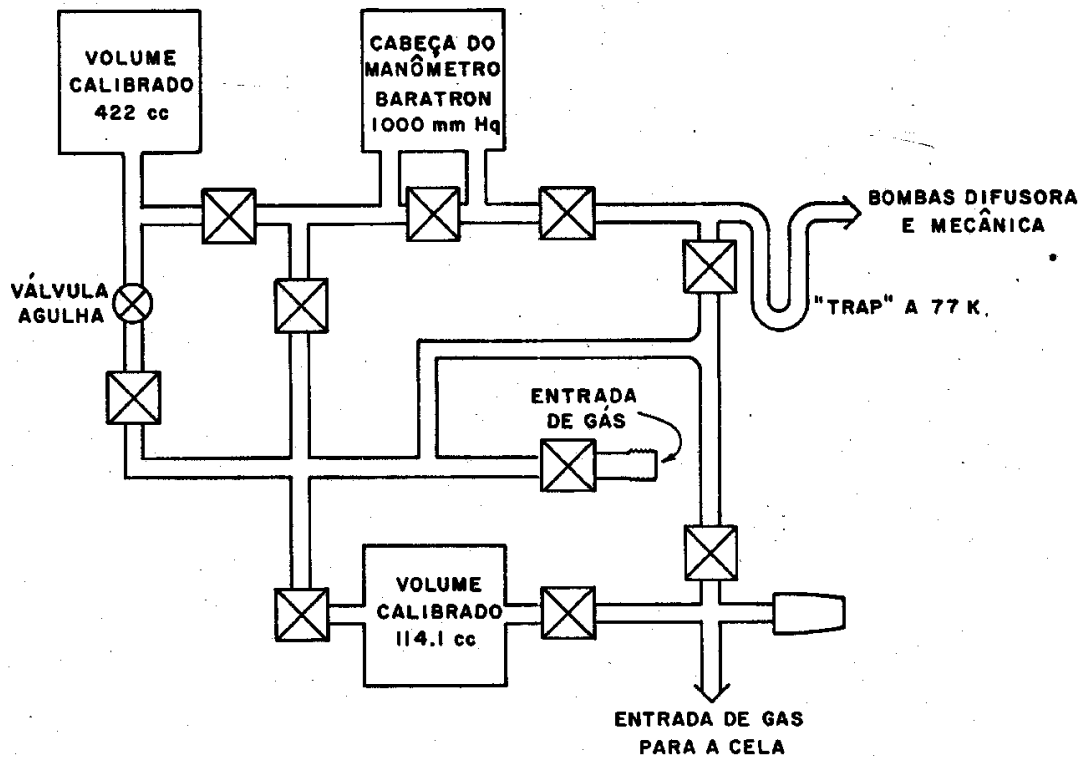 VOLUME
CALIBRADO
422 cc
CABEÇA DO
MANÔMETRO
BARATRON
1000 mm Hq
BOMBAS DIFUSORA
E MECÂNICA
VÁLVULA
AGULHA
"TRAP" A 77 K.
ENTRADA
DE GÁS
VOLUME
CALIBRADO
114.1 cc
ENTRADA DE GAS
PARA A CELA